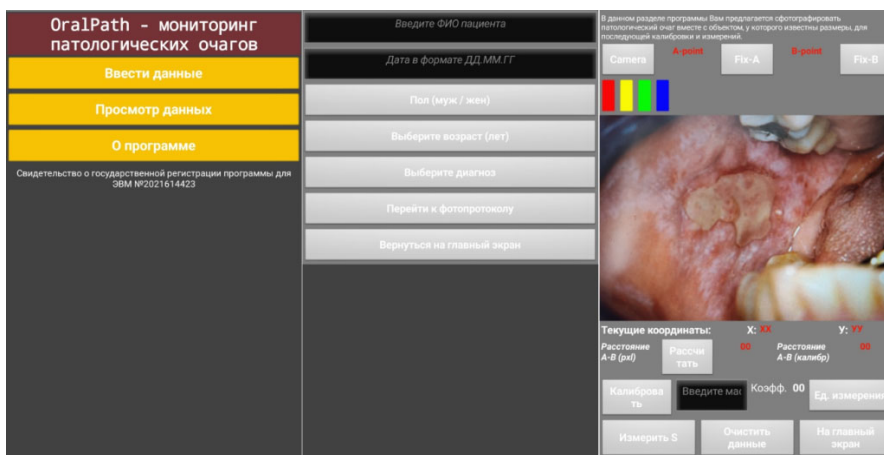 OralPath - мониторинг
патологических очагов
Ввести данные
Просмотр данных
О программе
Свидетельство о государственной регистрации программы для
ЭВМ №2021614423
Введите ФИО пациента
Дата в формате ДД.ММ.ГГ
Пол (муж / жен)
Выберите возраст (лет)
Выберите диагноз
Перейти к фотопротоколу
Вернуться на главный экран
В данном разделе программы Вам предлагается сфотографировать
патологический очаг вместе с объектом, у которого известны размеры, для
последующей калибровки и измерений.
Camera
A-point
Fix-A
B-point
Fix-B
Текущие координаты: X: XX У: YY
Расстояние
A-B (pxl)
Рассчи
тать
00
Расстояние
A-B (калибр)
00
Калиброва
ть
Введите мас
Коэфф. 00
Ед. измерения
Измерить S
Очистить
данные
На главный
экран